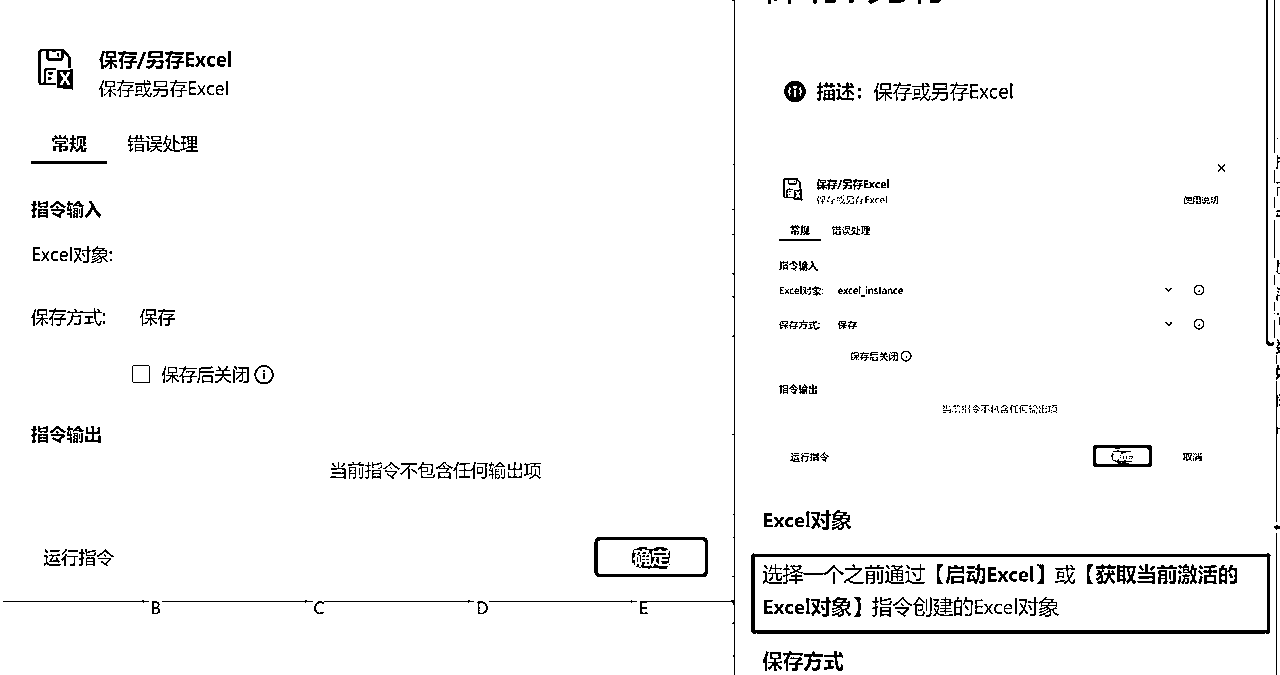 保存/另存Excel
保存或另存Excel
常规 错误处理
指令输入
Excel对象:
保存方式: 保存
保存后关闭
指令输出
当前指令不包含任何输出项
运行指令 确定
B C D E
描述：保存或另存Excel
保存/另存Excel
保存或另存Excel
使用说明
常规 错误处理
指令输入
Excel对象: excel_instance
保存方式: 保存
保存后关闭
指令输出
当前指令不包含任何输出项
运行指令 取消
Excel对象
选择一个之前通过【启动Excel】或【获取当前激活的
Excel对象】指令创建的Excel对象
保存方式